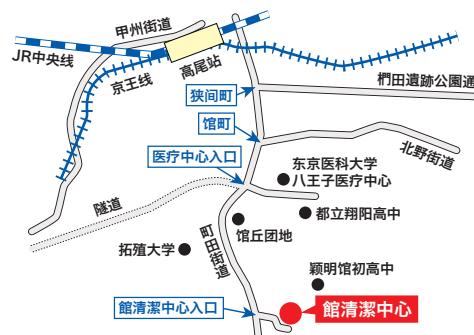 甲州街道
JR中央线
京王线
高尾站
狭间町
椚田遺跡公園通
馆町
北野街道
医疗中心入口
东京医科大学
八王子医疗中心
隧道
都立翔阳高中
馆丘团地
町田街道
拓殖大学
颖明馆初高中
館清潔中心入口
館清潔中心